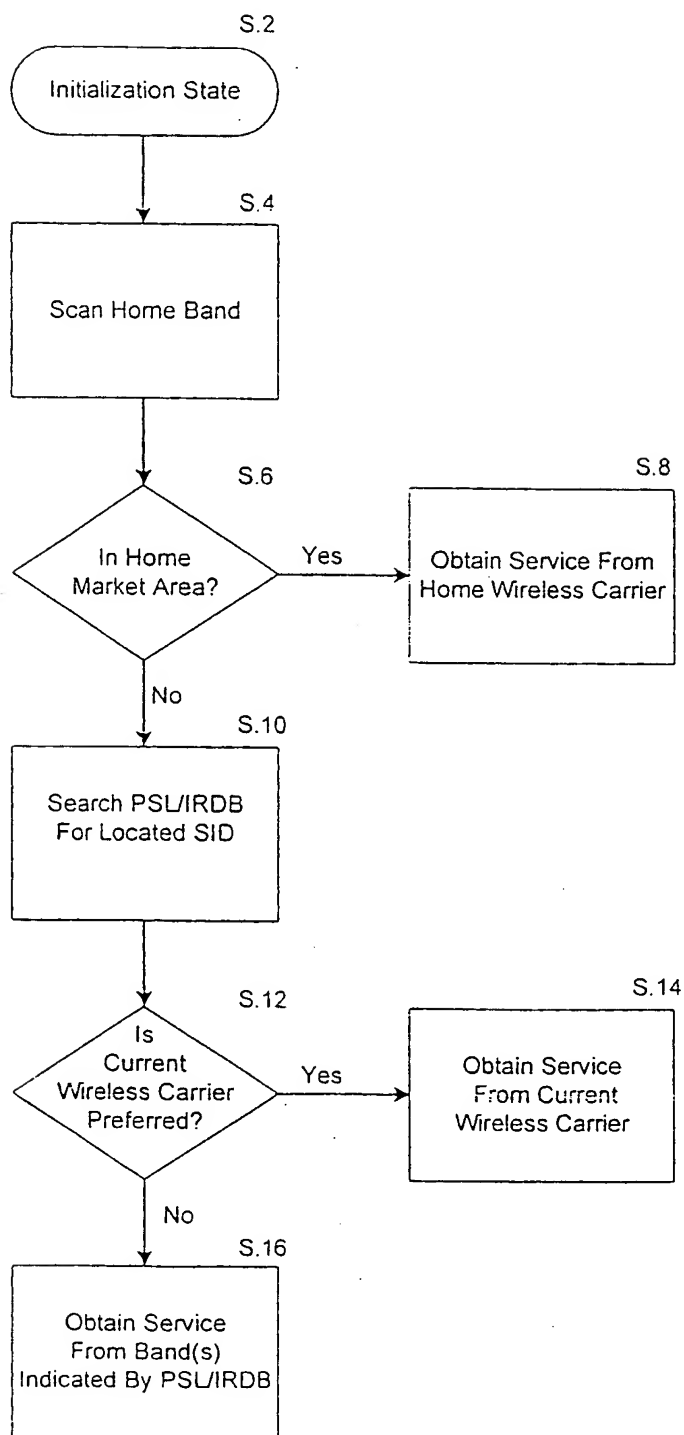 S.2
Initialization State
S.4
Scan Home Band
S.6
In Home
Market Area?
Yes
S.8
Obtain Service From
Home Wireless Carrier
No
S.10
Search PSL/IRDB
For Located SID
S.12
Is
Current
Wireless Carrier
Preferred?
Yes
S.14
Obtain Service
From Current
Wireless Carrier
No
S.16
Obtain Service
From Band(s)
Indicated By PSL/IRDB